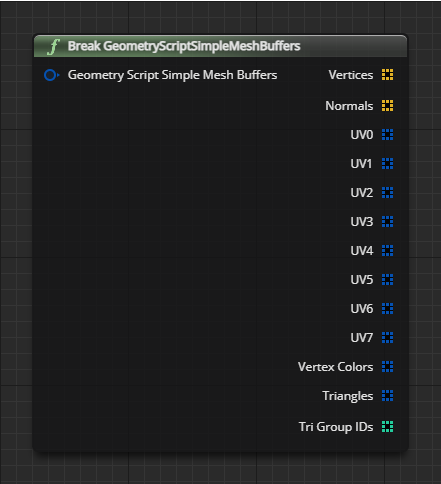 f Break GeometryScriptSimpleMeshBuffers
Geometry Script Simple Mesh Buffers Vertices
Normals
UV0
UV1
UV2
UV3
UV4
UV5
UV6
UV7
Vertex Colors
Triangles
Tri Group IDs